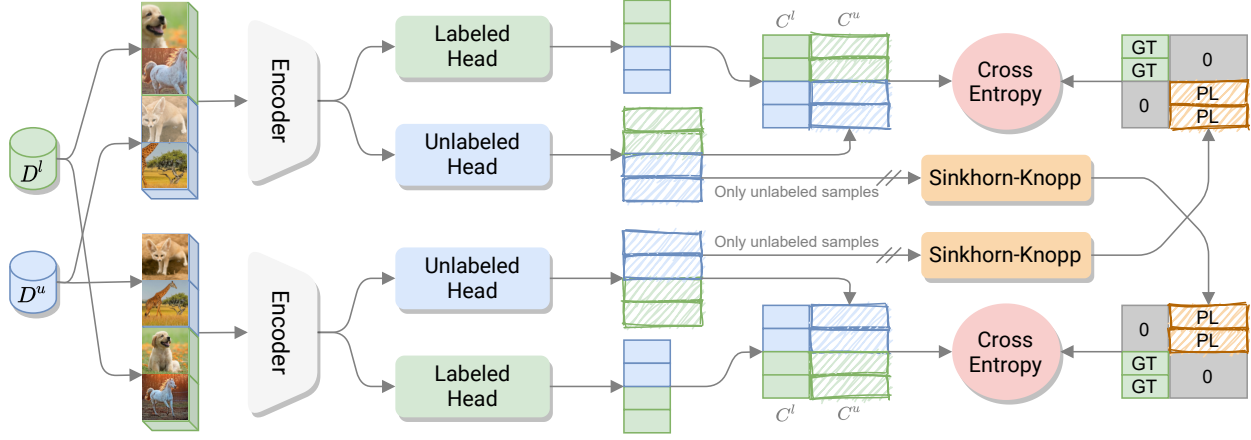 C^l C^u
Labeled
Head
GT
0
GT
Encoder
Cross
Entropy
PL
0
PL
D^l
Unlabeled
Head
Only unlabeled samples
Sinkhorn-Knopp
Only unlabeled samples
Sinkhorn-Knopp
D^u
Unlabeled
Head
Encoder
PL
0
PL
Cross
Entropy
GT
0
GT
Labeled
Head
C^l C^u